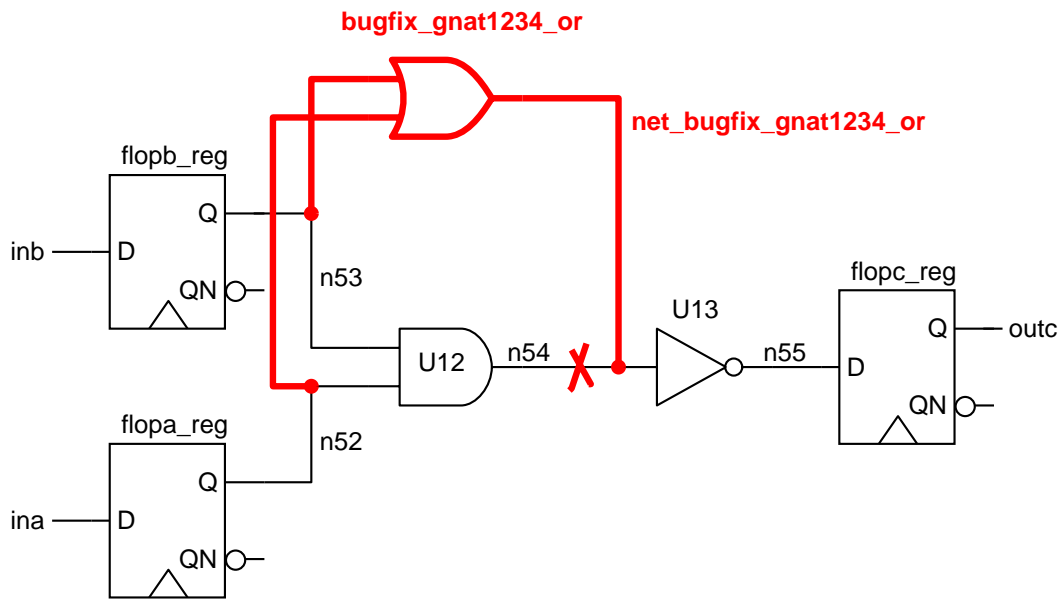 bugfix_gnat1234_or
net_bugfix_gnat1234_or
flopb_reg
Q
inb
D
QN
n53
flopc_reg
U13
Q
outc
U12
n54
n55
D
QN
flopa_reg
n52
Q
ina
D
QN